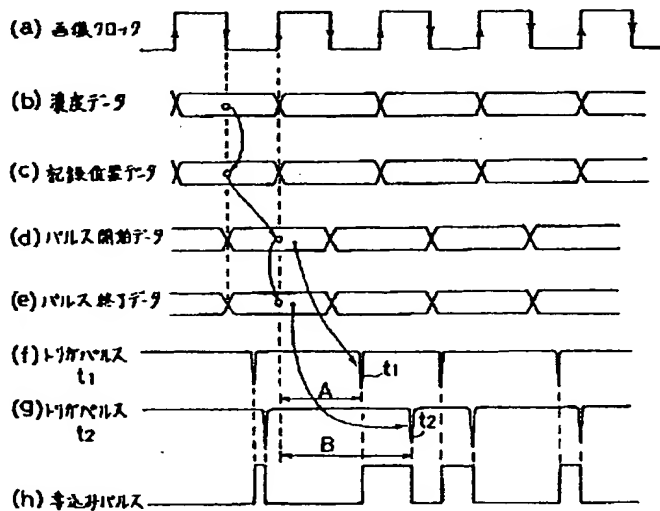 (a) 画像クロック
(b) 濃度データ
(c) 記録位置データ
(d) パルス開始データ
(e) パルス終了データ
(f) トリガパルス
t1
t1
A
(g) トリガパルス
t2
t2
B
(h) 書込みパルス